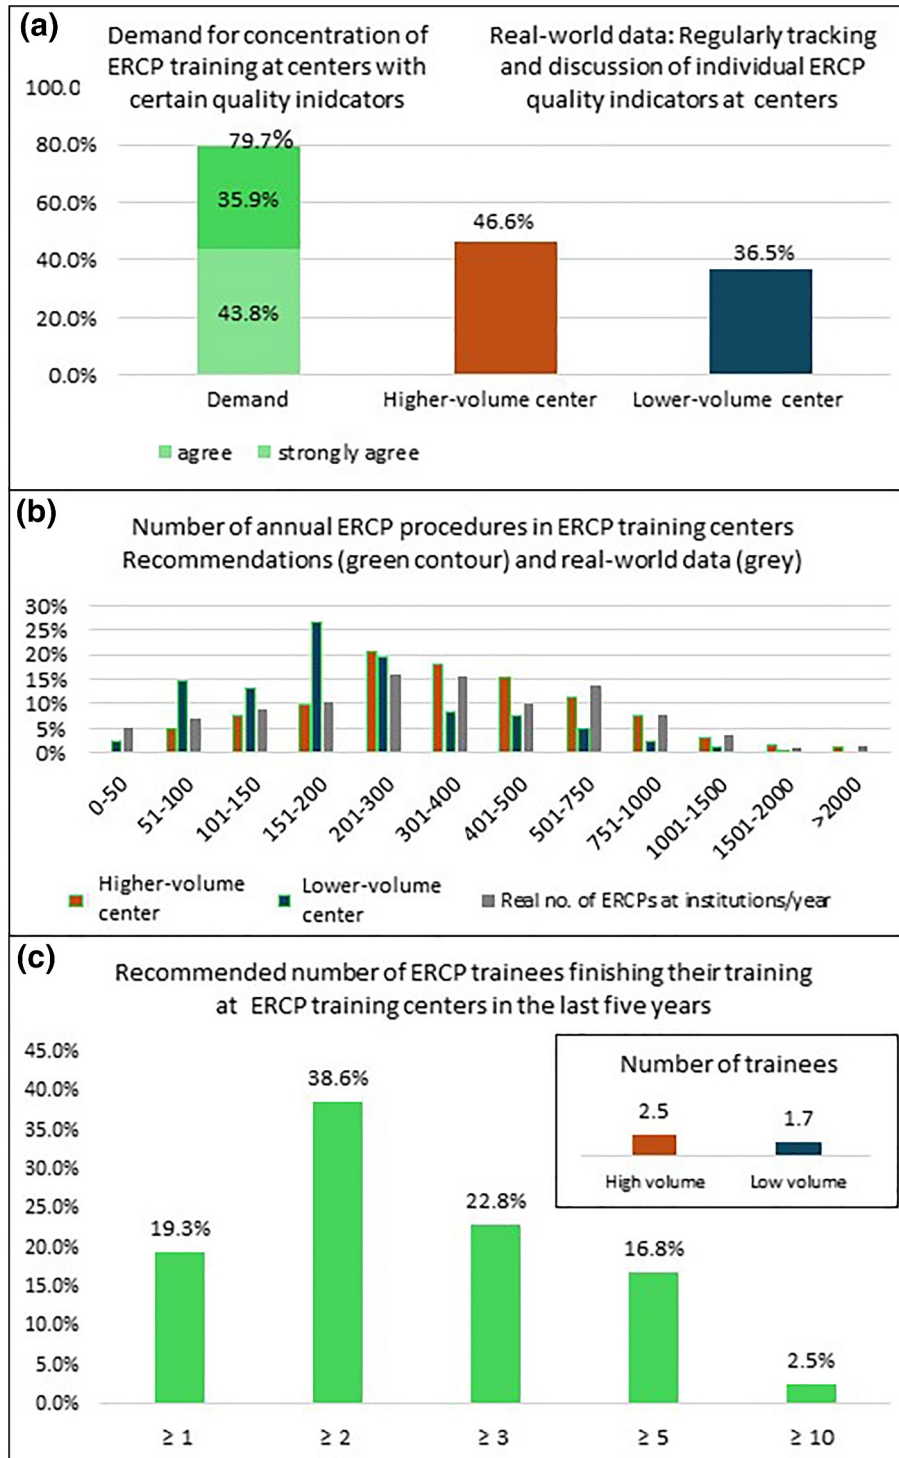 (a)
Demand for concentration of
ERCP training at centers with
certain quality inidcators
Real-world data: Regularly tracking
and discussion of individual ERCP
quality indicators at centers
100.0
80.0%
60.0%
40.0%
20.0%
0.0%
79.7%
35.9%
43.8%
46.6%
36.5%
Demand
Higher-volume center
Lower-volume center
agree
strongly agree
(b)
Number of annual ERCP procedures in ERCP training centers
Recommendations (green contour) and real-world data (grey)
30%
25%
20%
15%
10%
5%
0%
0-50
51-100
101-150
151-200
201-300
301-400
401-500
501-750
751-1000
1001-1500
1501-2000
>2000
Higher-volume
center
Lower-volume
center
Real no. of ERCPs at institutions/year
(c)
Recommended number of ERCP trainees finishing their training
at ERCP training centers in the last five years
45.0%
40.0%
35.0%
30.0%
25.0%
20.0%
15.0%
10.0%
5.0%
0.0%
19.3%
38.6%
22.8%
16.8%
2.5%
≥ 1
≥ 2
≥ 3
≥ 5
≥ 10
Number of trainees
2.5
1.7
High volume
Low volume